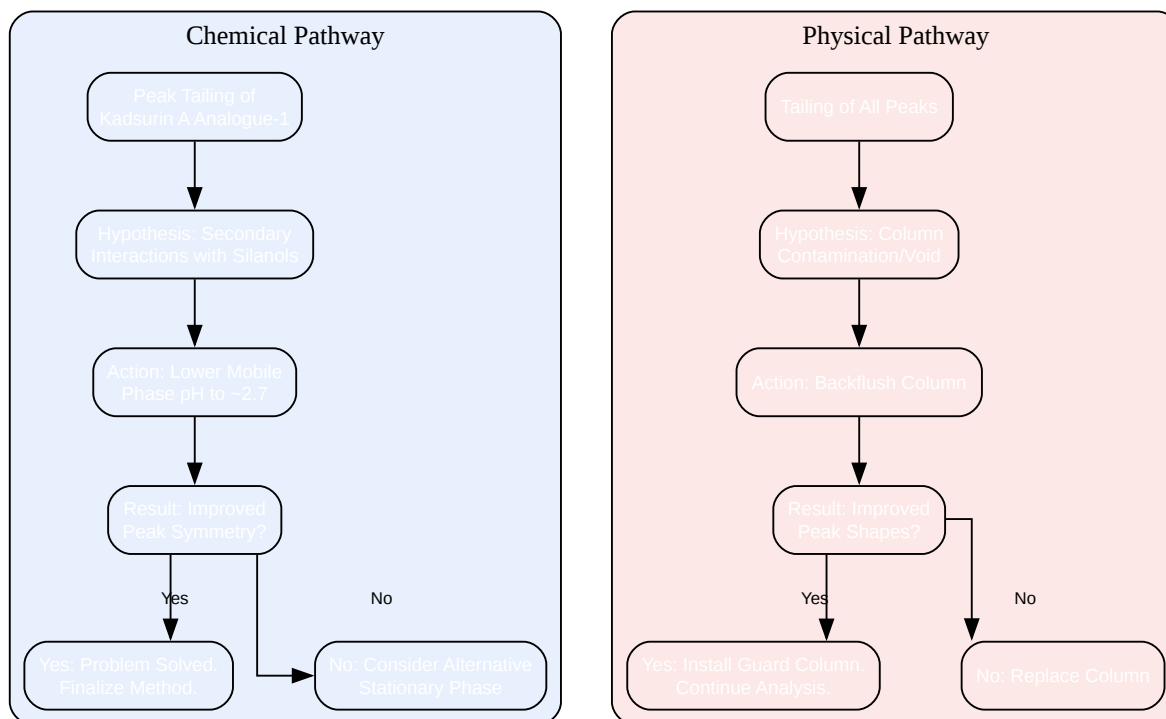 Chemical Pathway
Peak Tailing of
Kadsurin A Analogue-1
Hypothesis: Secondary
Interactions with Silanols
Action: Lower Mobile
Phase pH to ~2.7
Result: Improved
Peak Symmetry?
Yes
No
Yes: Problem Solved.
Finalize Method.
No: Consider Alternative
Stationary Phase
Physical Pathway
Tailing of All Peaks
Hypothesis: Column
Contamination/Void
Action: Backflush Column
Result: Improved
Peak Shapes?
Yes
No
Yes: Install Guard Column.
Continue Analysis.
No: Replace Column